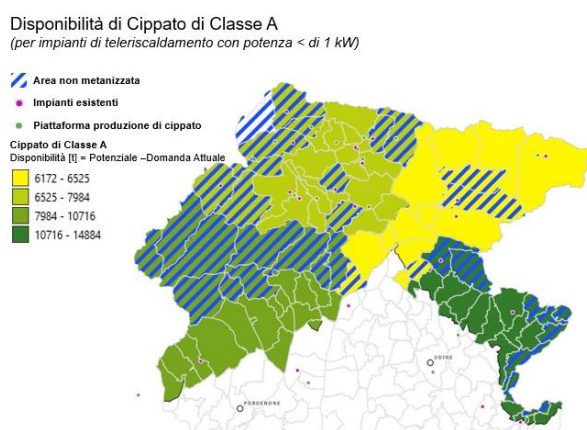 Disponibilità di Cippato di Classe A
(per impianti di teleriscaldamento con potenza < di 1 kW)
Area non metanizzata
Impianti esistenti
Piattaforma produzione di cippato
Cippato di Classe A
Disponibilità [t] = Potenziale –Domanda Attuale
6172 - 6525
6525 - 7984
7984 - 10716
10716 - 14884
UDINE
PORDENONE